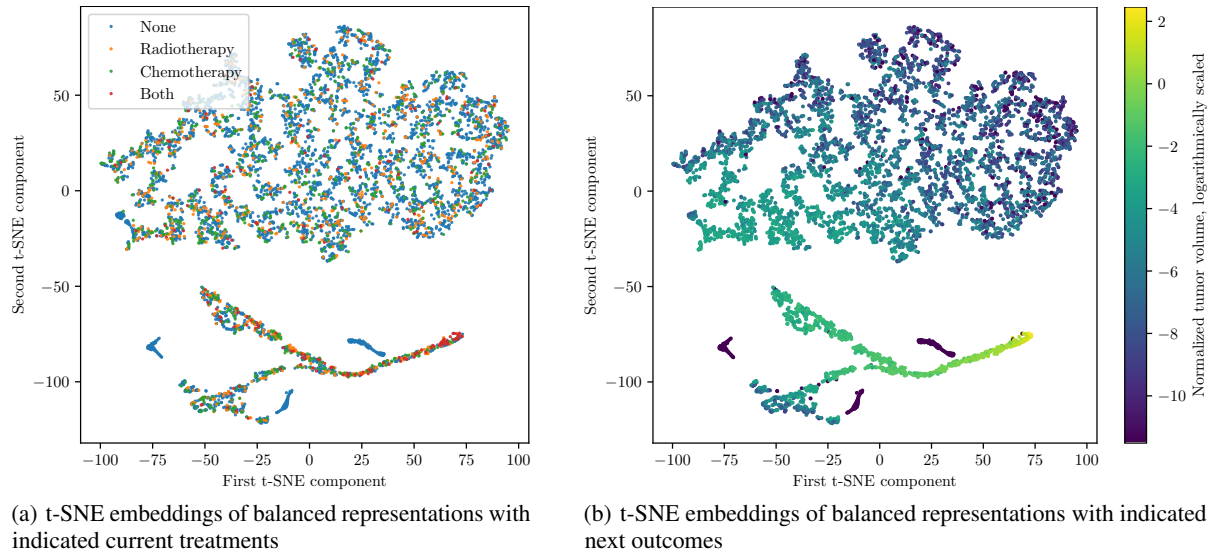 None
Radiotherapy
Chemotherapy
Both
50
0
−50
−100
Second t-SNE component
−100 −75 −50 −25 0 25 50 75 100
First t-SNE component
50
0
−50
−100
Second t-SNE component
−100 −75 −50 −25 0 25 50 75 100
First t-SNE component
2
0
−2
−4
−6
−8
−10
Normalized tumor volume, logarithmically scaled
(a) t-SNE embeddings of balanced representations with
indicated current treatments
(b) t-SNE embeddings of balanced representations with indicated
next outcomes